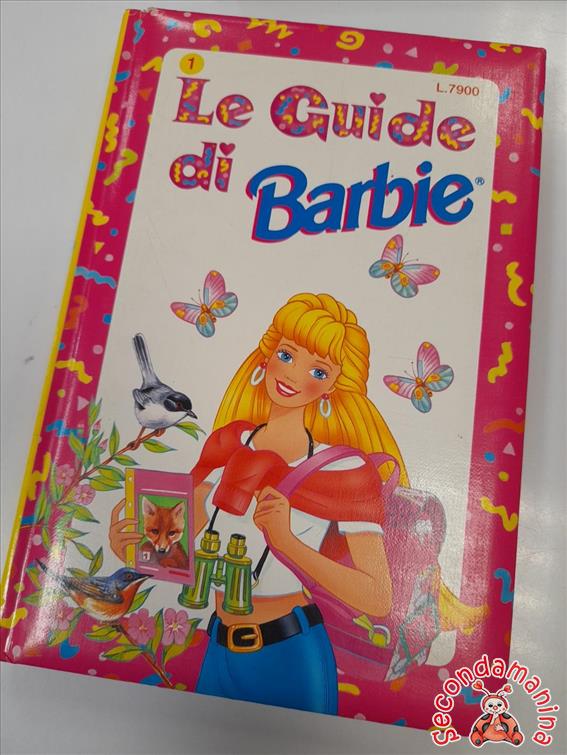 1
L.7900
Le Guide
di Barbie®
secondamanina